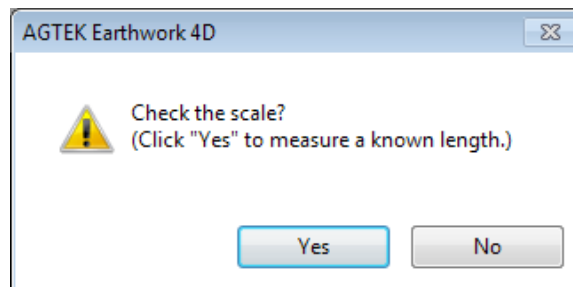 AGTEK Earthwork 4D
Check the scale?
(Click "Yes" to measure a known length.)
Yes
No